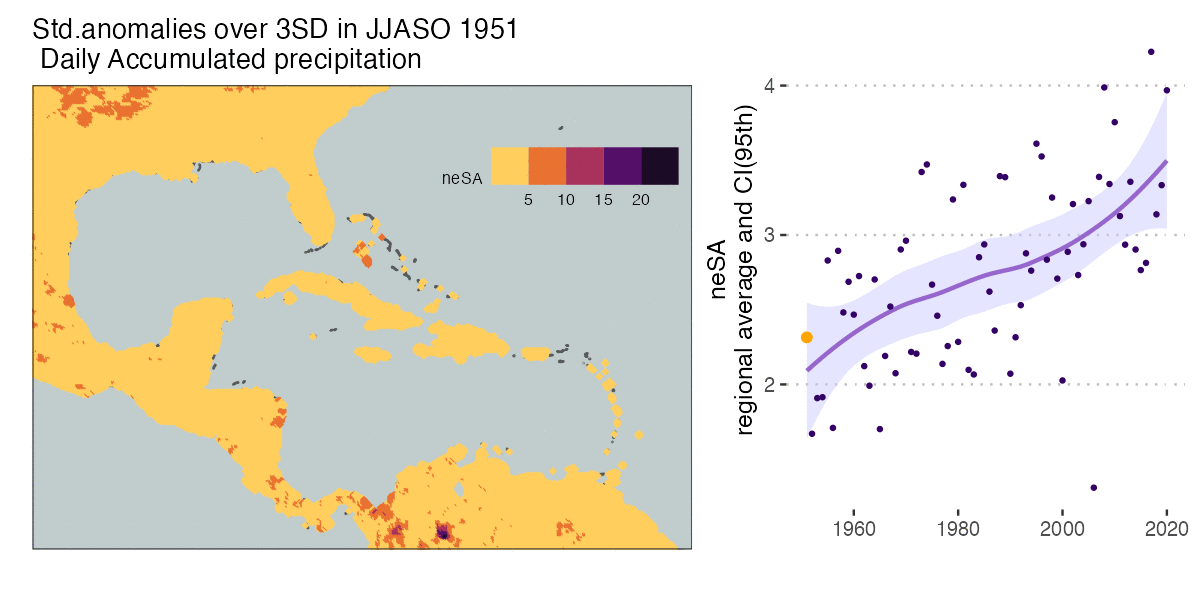 Std.anomalies over 3SD in JJASO 1951
Daily Accumulated precipitation
neSA
5 10 15 20
neSA
regional average and CI(95th)
4
3
2
1960 1980 2000 2020